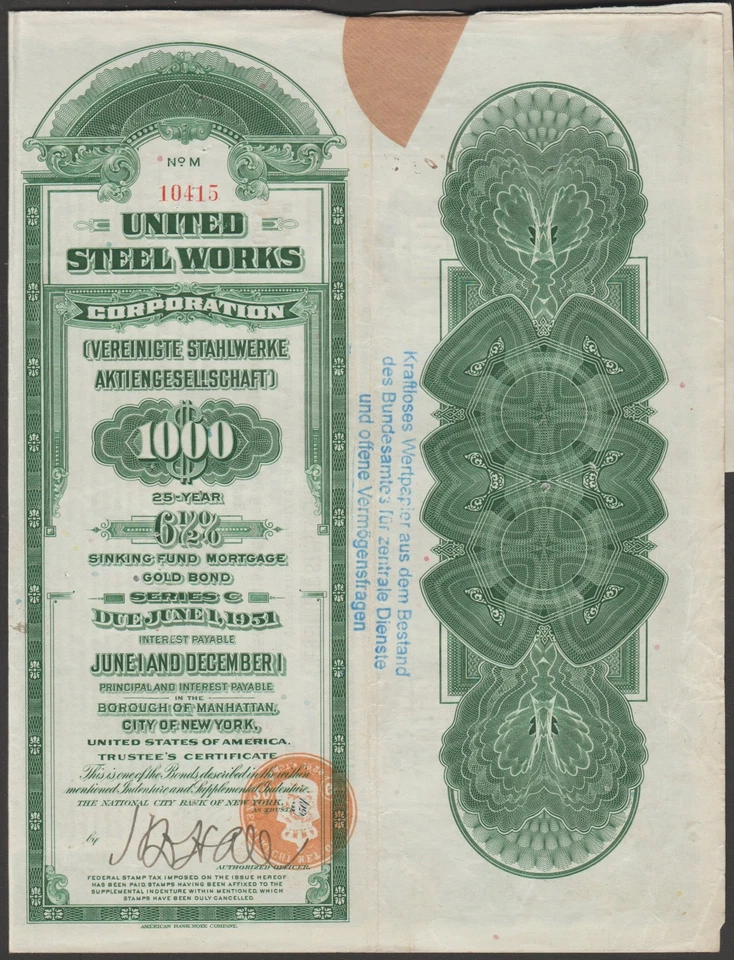 Nº M
10415
UNITED
STEEL WORKS
CORPORATION
(VEREINIGTE STAHLWERKE
AKTIENGESELLSCHAFT)
$1000
25-YEAR
6½%
SINKING FUND MORTGAGE
GOLD BOND
SERIES C
DUE JUNE 1, 1951
INTEREST PAYABLE
JUNE 1 AND DECEMBER 1
PRINCIPAL AND INTEREST PAYABLE
IN THE
BOROUGH OF MANHATTAN,
CITY OF NEW YORK,
UNITED STATES OF AMERICA.
TRUSTEE'S CERTIFICATE
This is one of the Bonds described in the within
mentioned Indenture and Supplemental Indenture.
THE NATIONAL CITY BANK OF NEW YORK,
AS TRUSTEE
by
AUTHORIZED OFFICER.
FEDERAL STAMP TAX IMPOSED ON THE ISSUE HEREOF
HAS BEEN PAID. STAMPS HAVING BEEN AFFIXED TO THE
SUPPLEMENTAL INDENTURE WITHIN MENTIONED, WHICH
STAMPS HAVE BEEN DULY CANCELLED.
AMERICAN BANK NOTE COMPANY.
Kraftloses Wertpapier aus dem Bestand
des Bundesamtes für zentrale Dienste
und offene Vermögensfragen